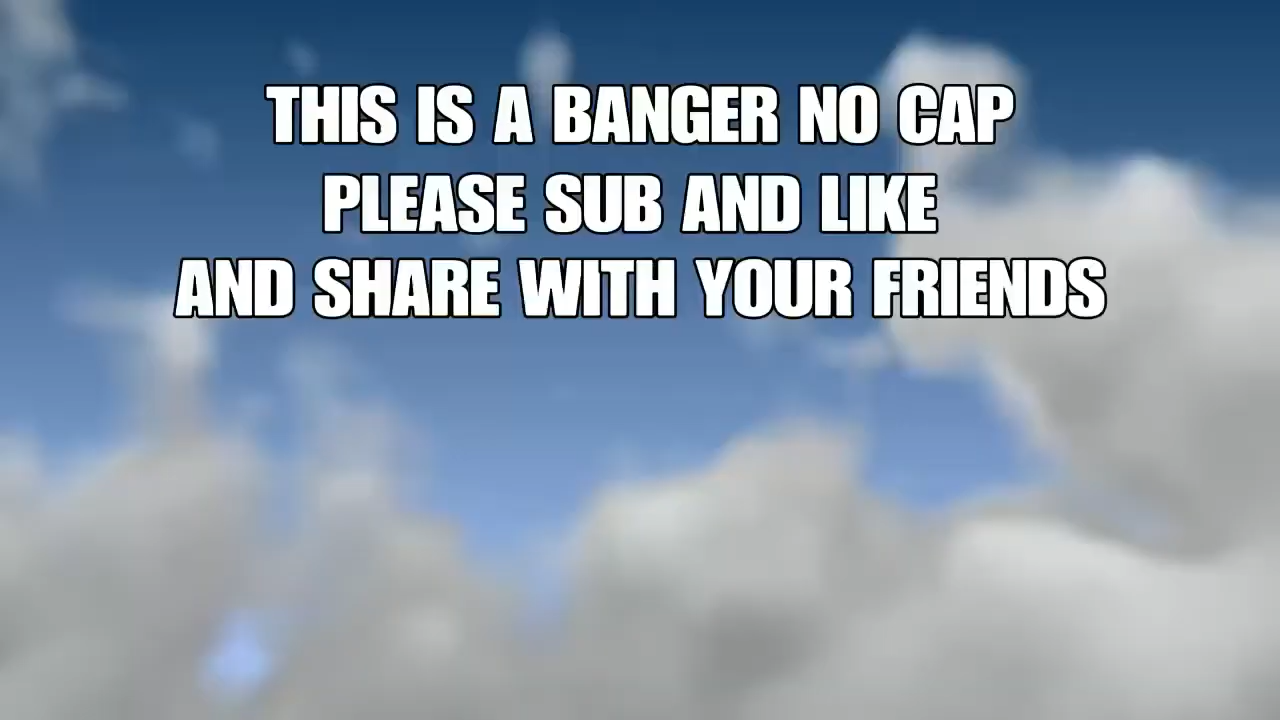 THIS IS A BANGER NO CAP
PLEASE SUB AND LIKE
AND SHARE WITH YOUR FRIENDS